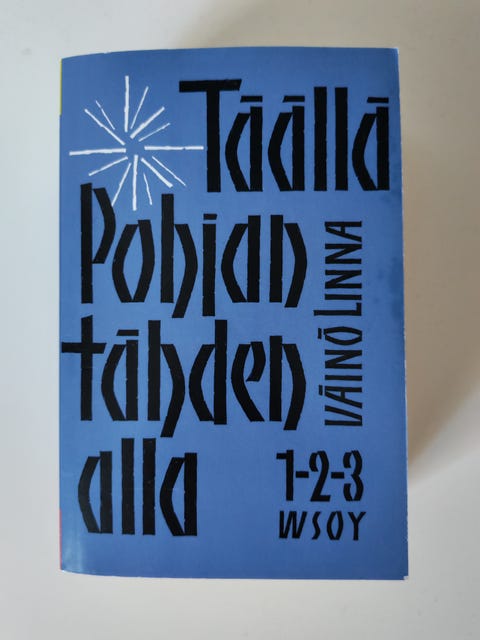 Täällä
Pohjan
tähden
alla
VÄINÖ LINNA
1-2-3
WSOY